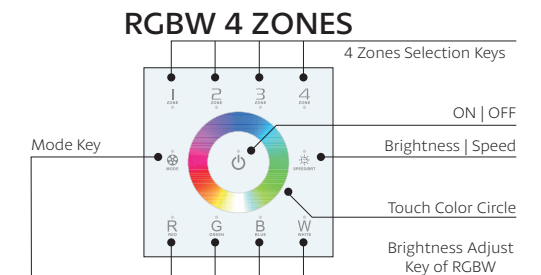 RGBW 4 ZONES
4 Zones Selection Keys
1 2 3 4
ZONE ZONE ZONE ZONE
ON | OFF
Mode Key
Brightness | Speed
MODE
SPEED/BRT
Touch Color Circle
R G B W
RED GREEN BLUE WHITE
Brightness Adjust
Key of RGBW